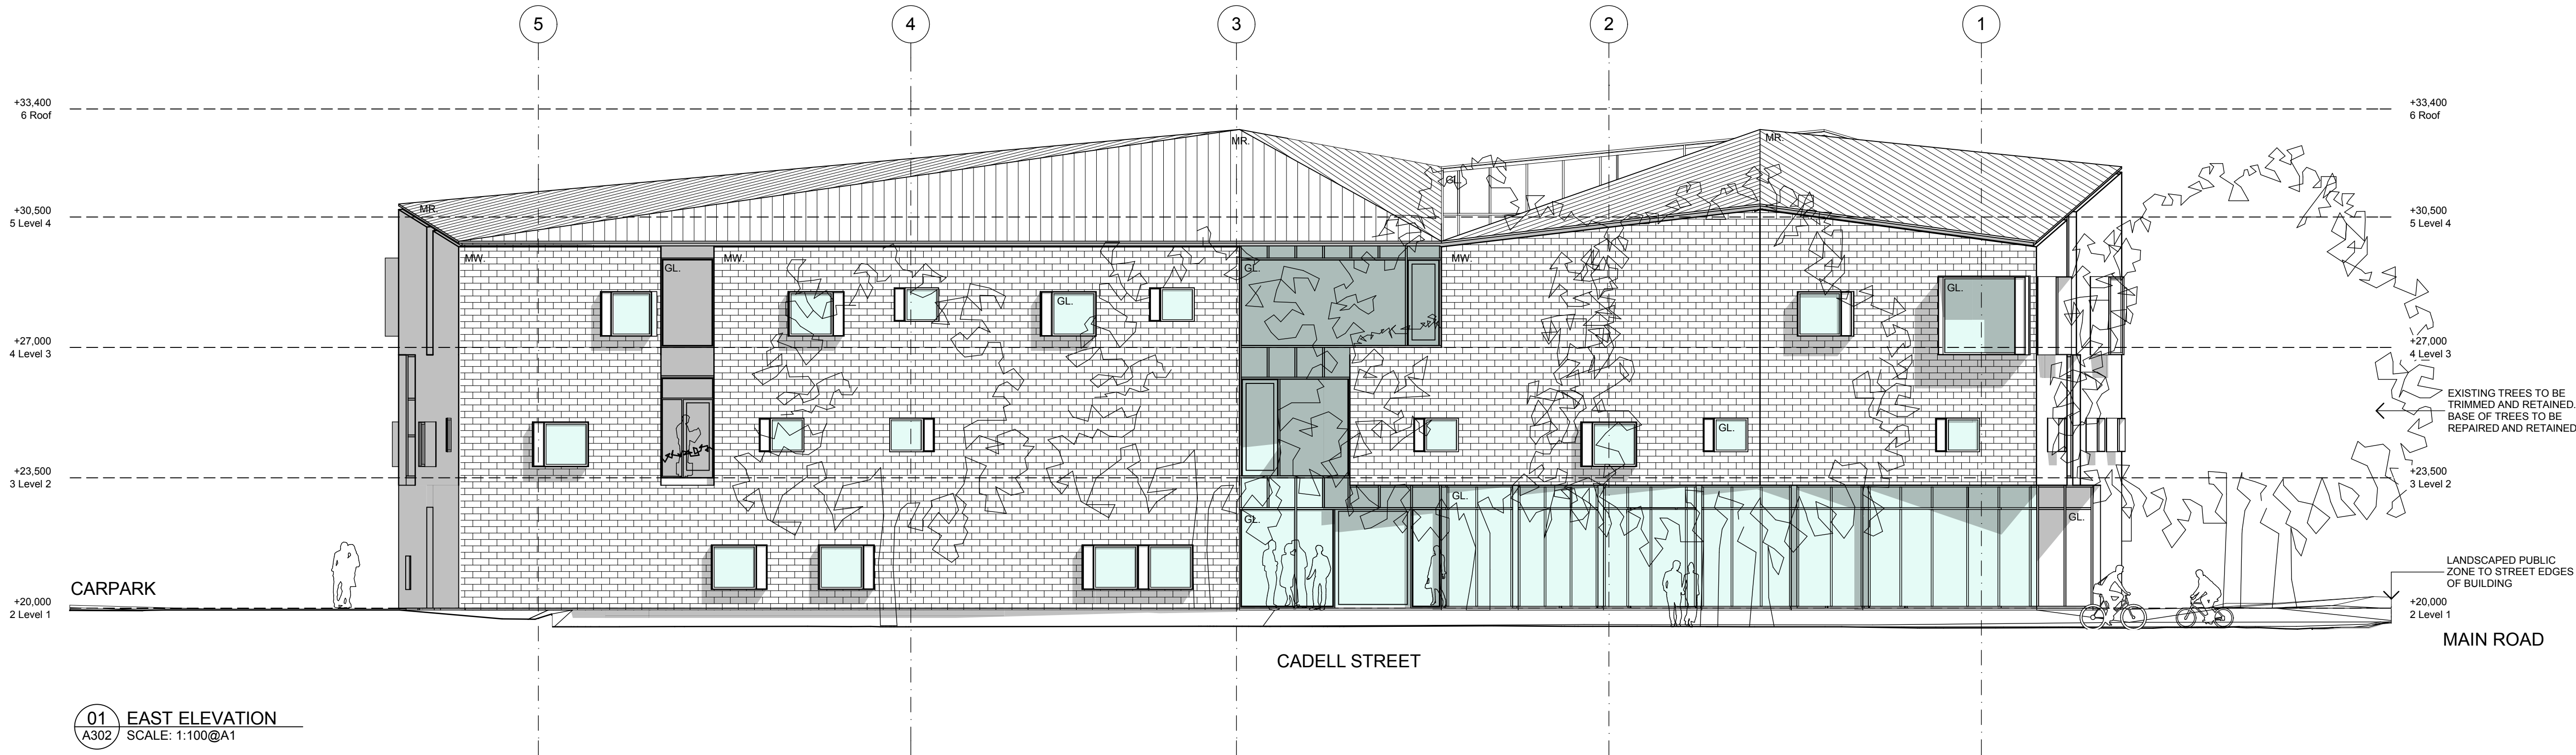 5
4
3
2
1
+33,400
6 Roof
+33,400
6 Roof
MR.
MR.
GL.
+30,500
5 Level 4
MR.
+30,500
5 Level 4
MW.
GL.
MW.
GL.
MW.
GL.
GL.
+27,000
4 Level 3
+27,000
4 Level 3
EXISTING TREES TO BE
TRIMMED AND RETAINED.
BASE OF TREES TO BE
REPAIRED AND RETAINED
GL.
+23,500
3 Level 2
+23,500
3 Level 2
GL.
GL.
GL.
LANDSCAPED PUBLIC
ZONE TO STREET EDGES
OF BUILDING
CARPARK
+20,000
2 Level 1
+20,000
2 Level 1
MAIN ROAD
CADELL STREET
01
A302
EAST ELEVATION
SCALE: 1:100@A1